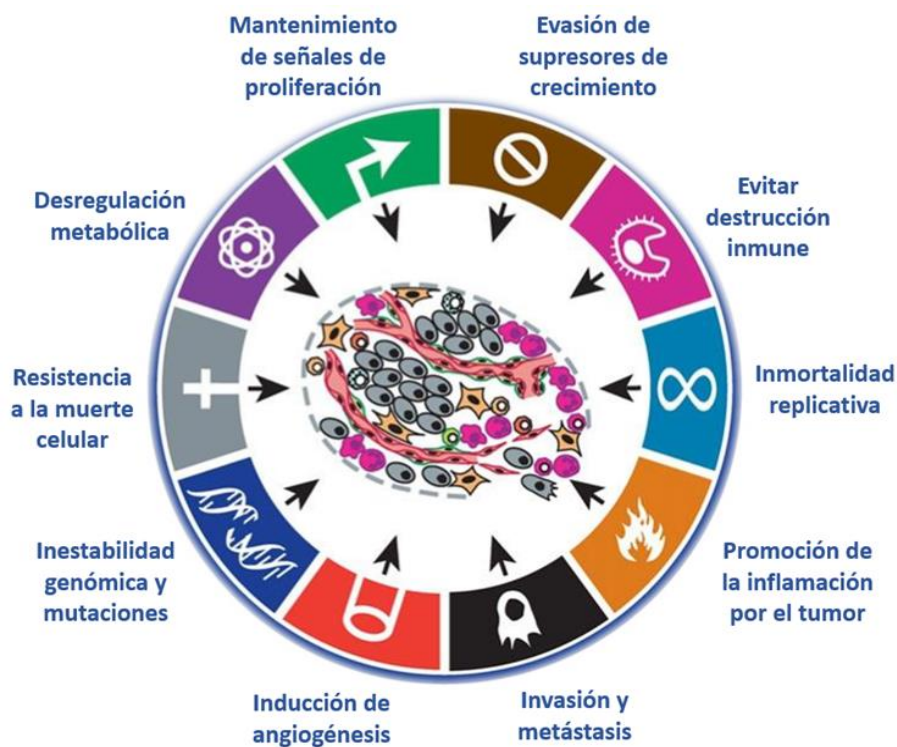 Mantenimiento
de señales de
proliferación
Evasión de
supresores de
crecimiento
Evitar
destrucción
inmune
Inmortalidad
replicativa
Promoción de
la inflamación
por el tumor
Invasión y
metástasis
Inducción de
angiogénesis
Inestabilidad
genómica y
mutaciones
Resistencia
a la muerte
celular
Desregulación
metabólica